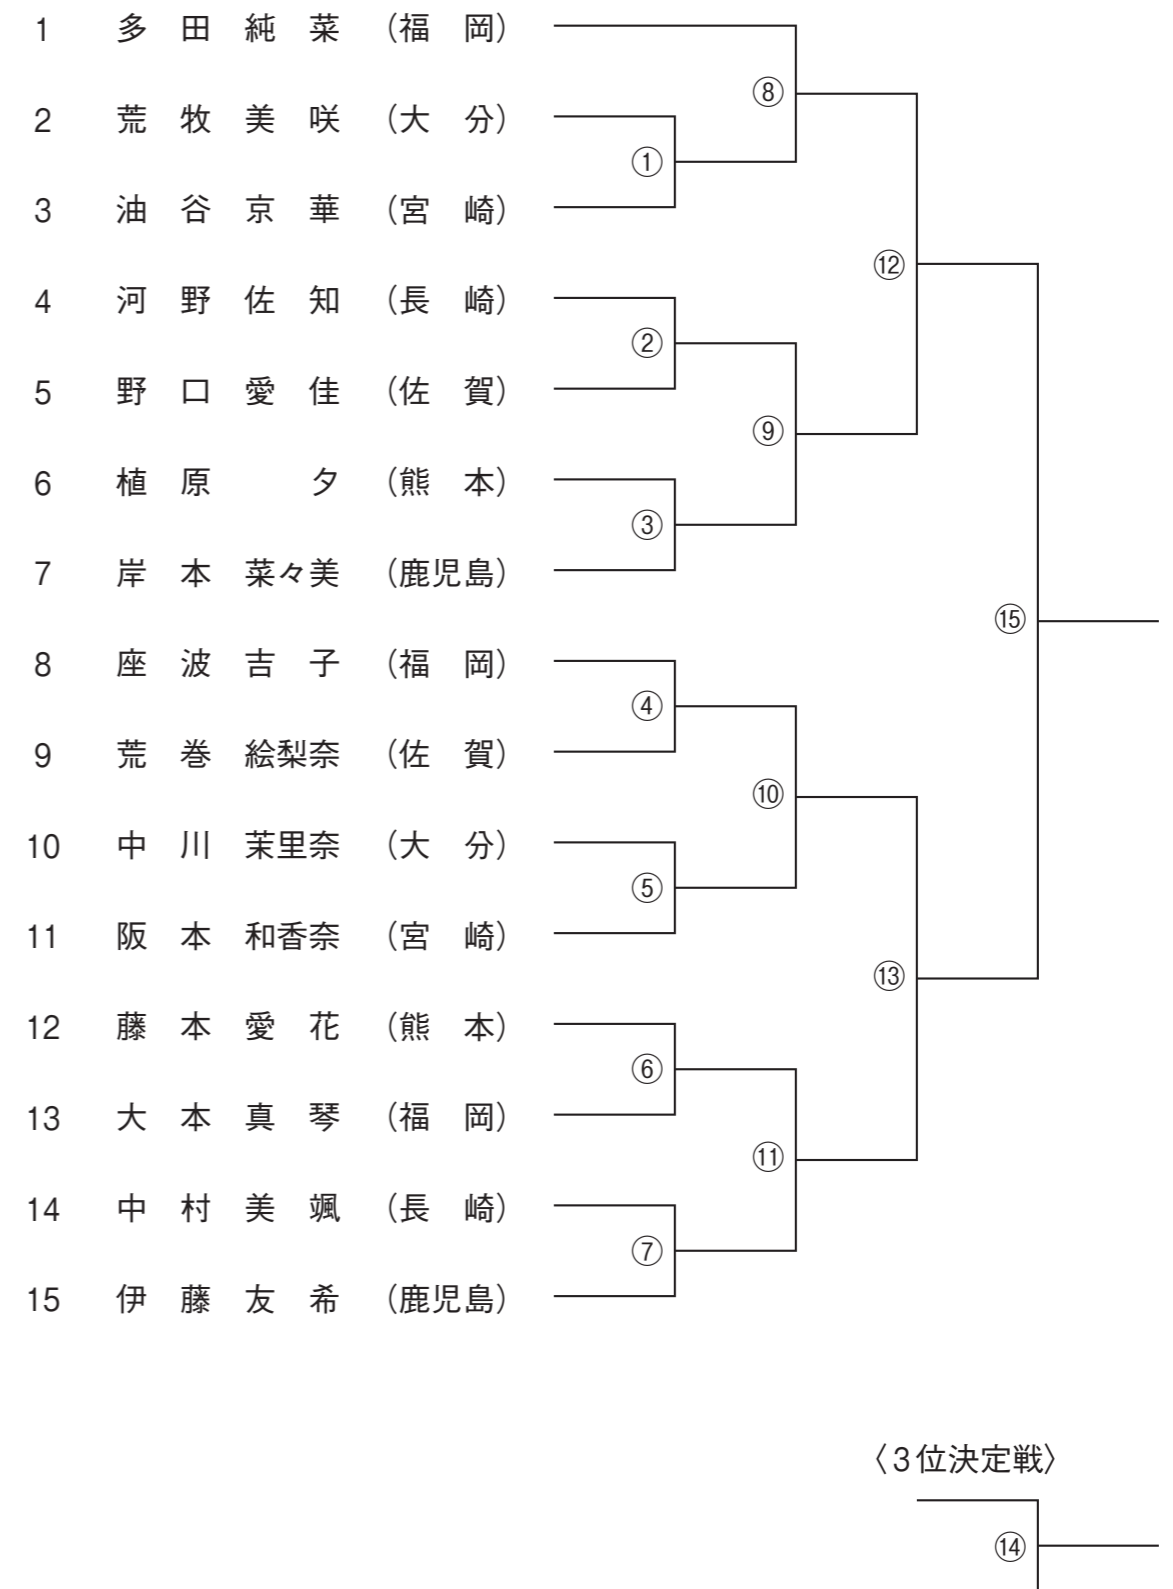 1 多田純菜 （福岡）
⑧
2 荒牧美咲 （大分）
①
3 油谷京華 （宮崎）
⑫
4 河野佐知 （長崎）
②
5 野口愛佳 （佐賀）
⑨
6 植原夕 （熊本）
③
7 岸本菜々美 （鹿児島）
⑮
8 座波吉子 （福岡）
④
9 荒巻絵梨奈 （佐賀）
⑩
10 中川茉里奈 （大分）
⑤
11 阪本和香奈 （宮崎）
⑬
12 藤本愛花 （熊本）
⑥
13 大本真琴 （福岡）
⑪
14 中村美颯 （長崎）
⑦
15 伊藤友希 （鹿児島）
〈3位決定戦〉
⑭